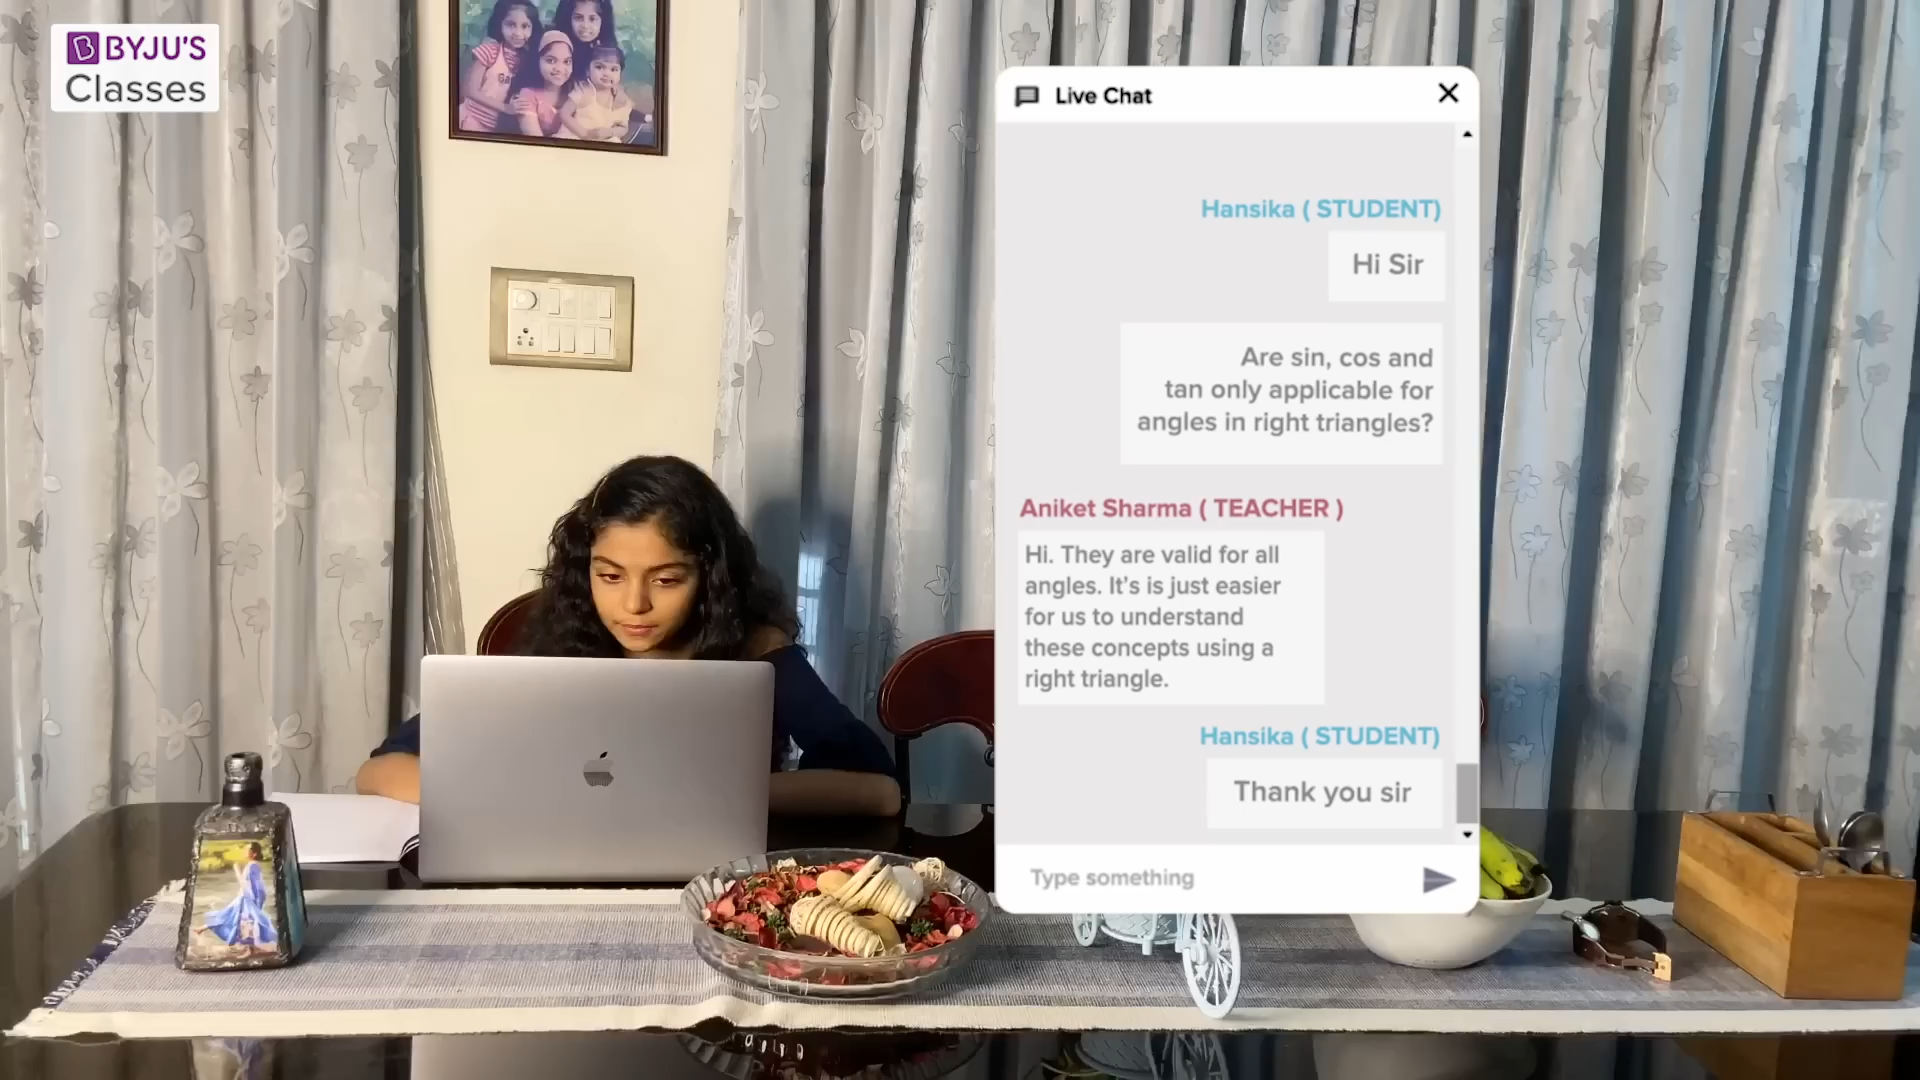 BYJU'S
Classes
Live Chat
Hansika ( STUDENT)
Hi Sir
Are sin, cos and
tan only applicable for
angles in right triangles?
Aniket Sharma ( TEACHER )
Hi. They are valid for all
angles. It's is just easier
for us to understand
these concepts using a
right triangle.
Hansika ( STUDENT)
Thank you sir
Type something